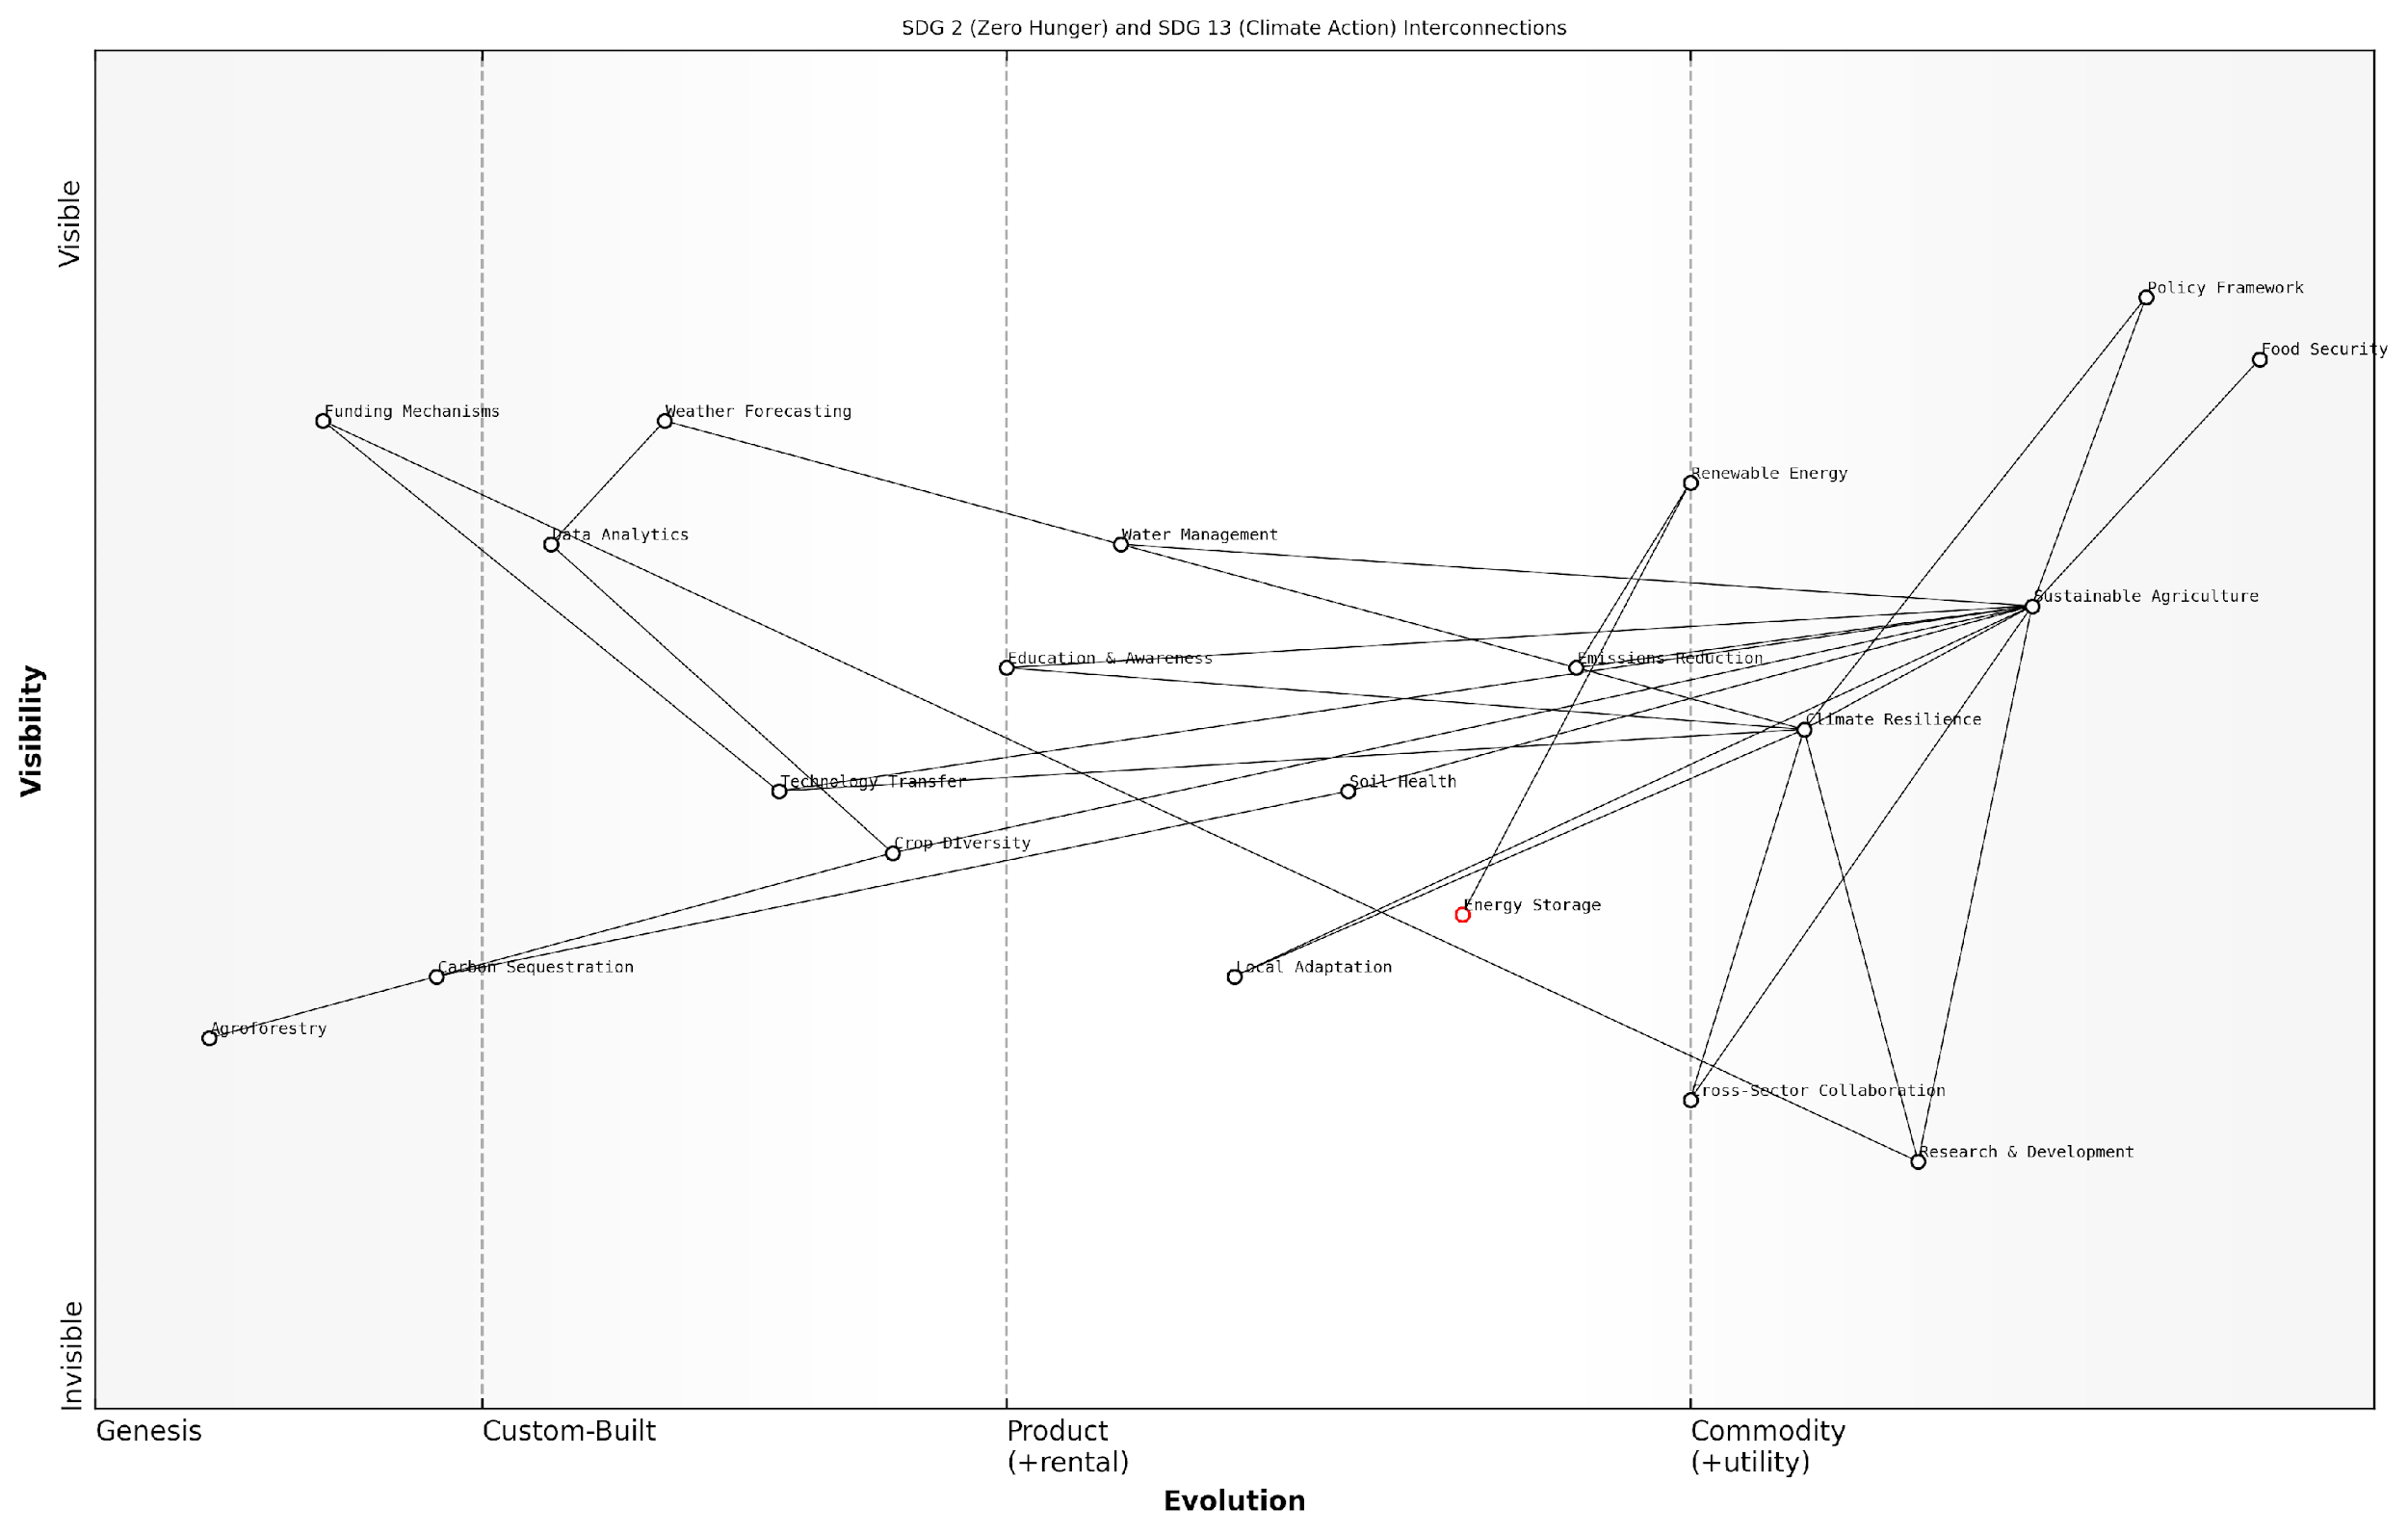 SDG 2 (Zero Hunger) and SDG 13 (Climate Action) Interconnections
Visible
Policy Framework
Food Security
Funding Mechanisms
Weather Forecasting
Renewable Energy
Data Analytics
Water Management
Sustainable Agriculture
Education & Awareness
Emissions Reduction
Climate Resilience
Visibility
Technology Transfer
Soil Health
Crop Diversity
Energy Storage
Carbon Sequestration
Local Adaptation
Agroforestry
Cross-Sector Collaboration
Research & Development
Invisible
Genesis
Custom-Built
Product
(+rental)
Commodity
(+utility)
Evolution